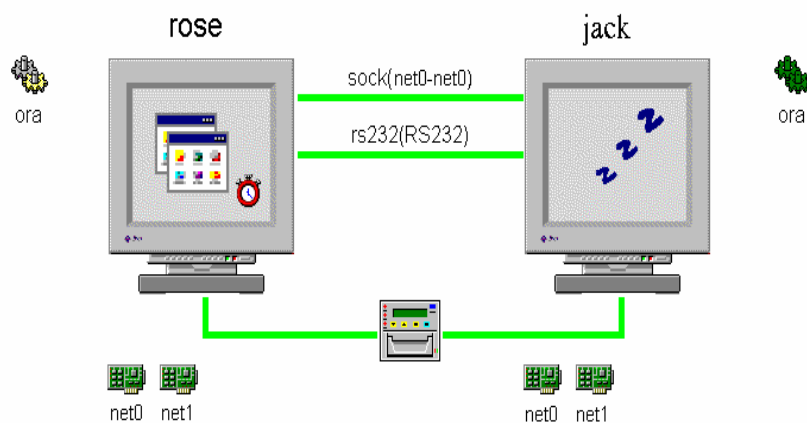 rose
jack
sock(net0-net0)
ora
ora
rs232(RS232)
z z z
net0 net1
net0 net1